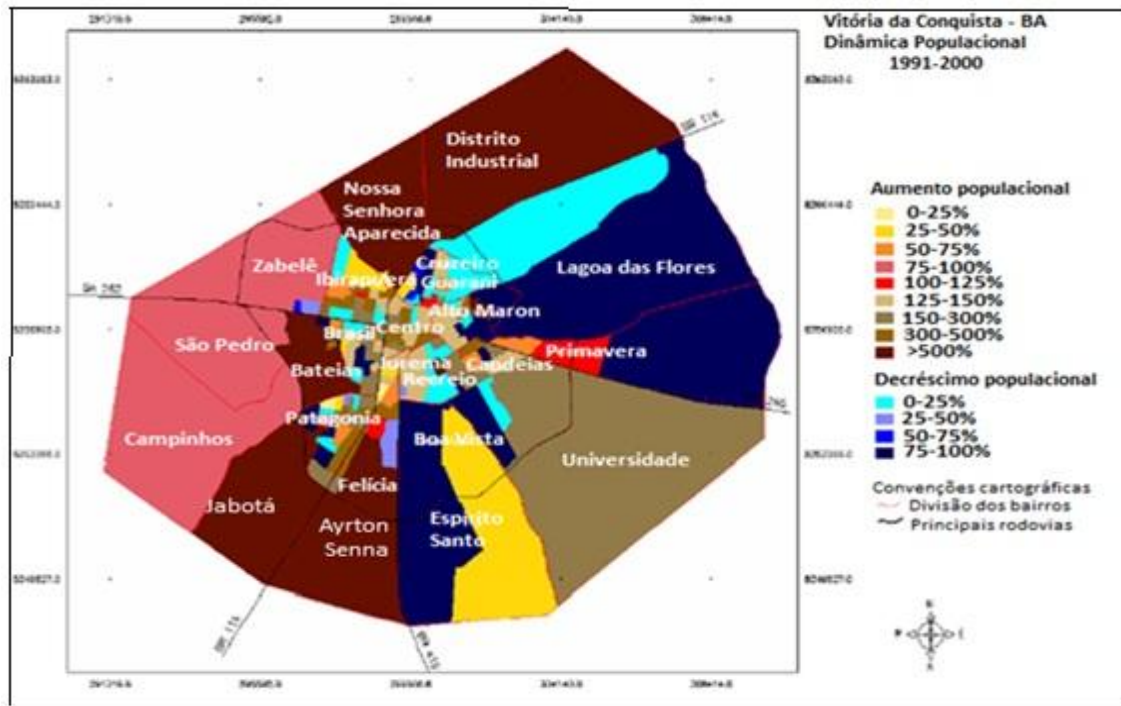 Vitória da Conquista - BA
Dinâmica Populacional
1991-2000
Distrito
Industrial
Nossa
Senhora
Aparecida
Zabelê
Cruzeiro
Guarani
Lagoa das Flores
Ibirapuera
Alto Maron
Centro
Brasil
São Pedro
Primavera
Jurema
Candeias
Bateias
Recreio
Patagonia
Campinhos
Boa Vista
Universidade
Felícia
Jabotá
Espírito
Santo
Ayrton
Senna
Aumento populacional
0-25%
25-50%
50-75%
75-100%
100-125%
125-150%
150-300%
300-500%
>500%
Decréscimo populacional
0-25%
25-50%
50-75%
75-100%
Convenções cartográficas
Divisão dos bairros
Principais rodovias